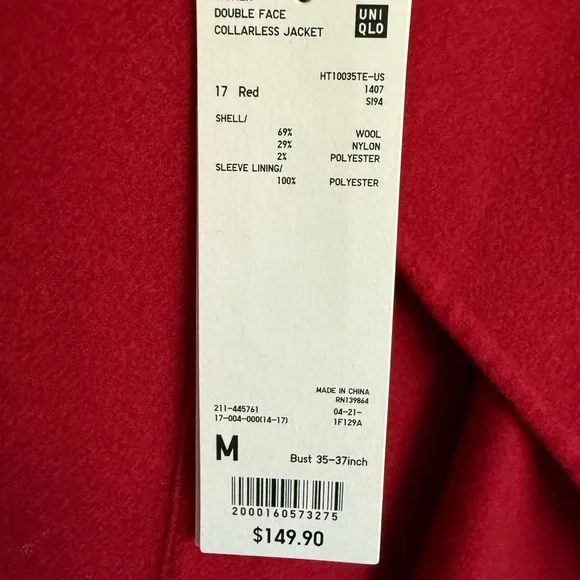 DOUBLE FACE
COLLARLESS JACKET
UNI
QLO
HT10035TE-US
17 Red
1407
SI94
SHELL/
69% WOOL
29% NYLON
2% POLYESTER
SLEEVE LINING/
100% POLYESTER
MADE IN CHINA
RN139864
211-445761
04-21-
17-004-000(14-17)
1F129A
M
Bust 35-37inch
2000160573275
$149.90